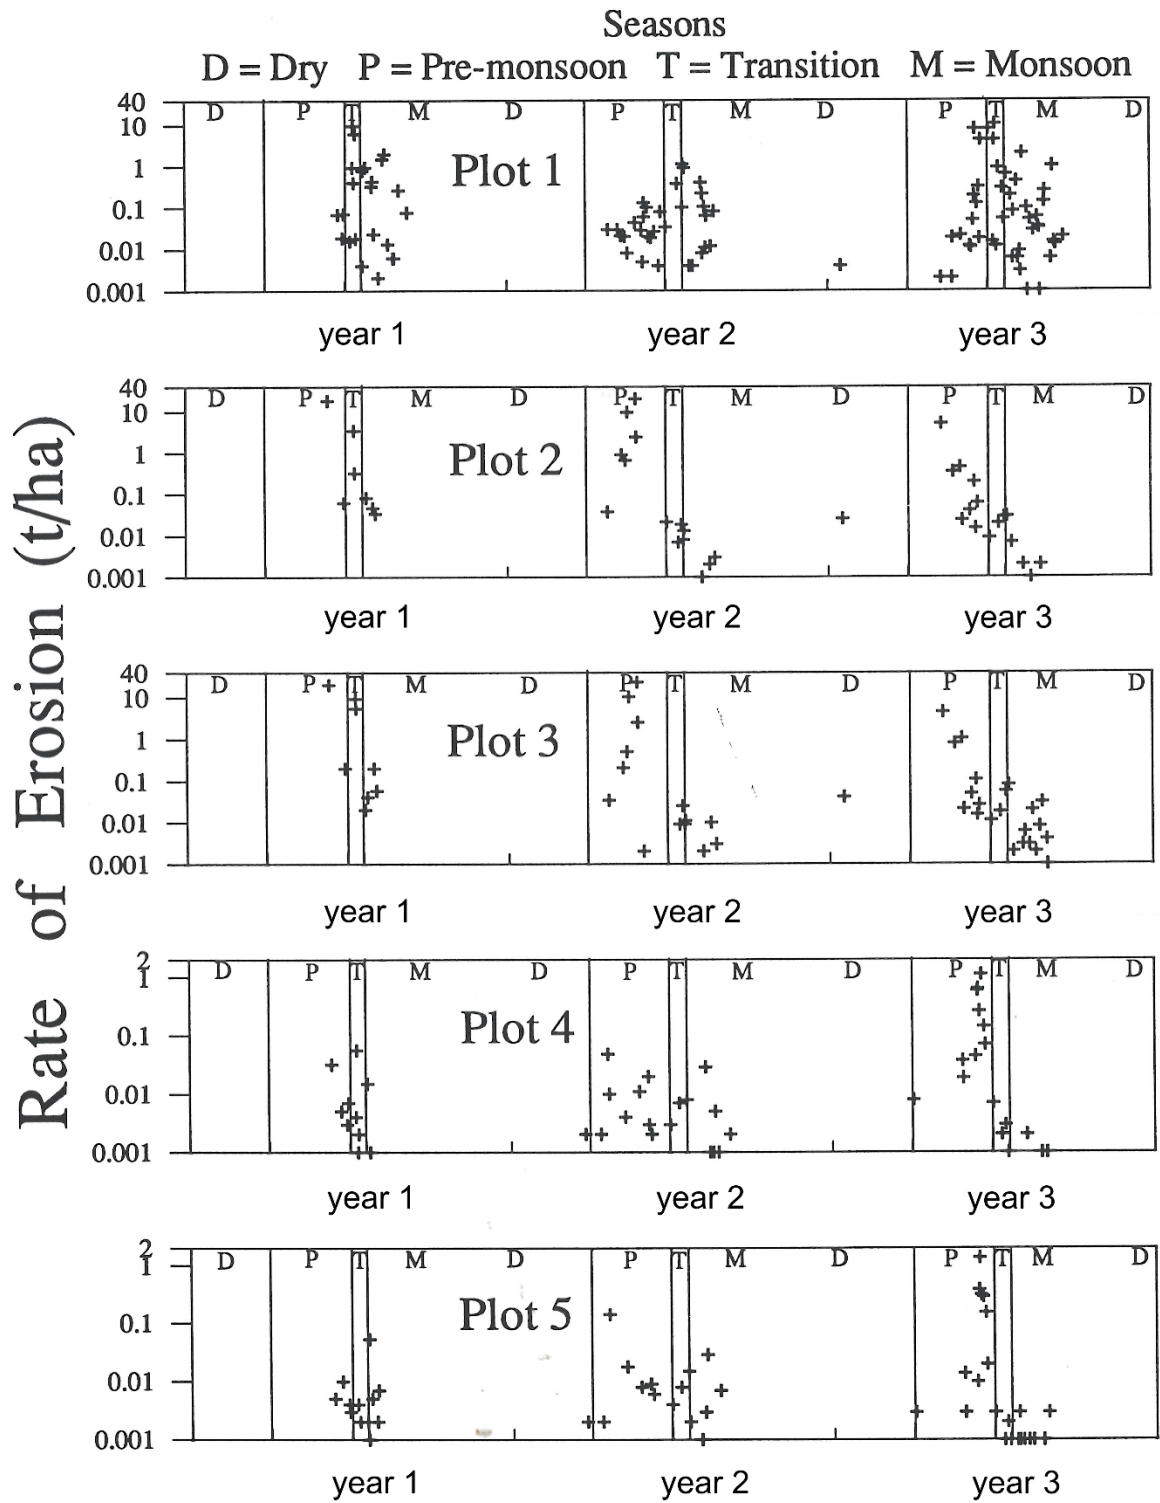 Seasons
D = Dry P = Pre-monsoon T = Transition M = Monsoon
Rate of Erosion (t/ha)
40 D P T M D P T M D P T M D
10
1 Plot 1
0.1
0.01
0.001
year 1 year 2 year 3
40 D P T M D P T M D P T M D
10
1 Plot 2
0.1
0.01
0.001
year 1 year 2 year 3
40 D P T M D P T M D P T M D
10
1 Plot 3
0.1
0.01
0.001
year 1 year 2 year 3
2 D P T M D P T M D P T M D
1
Plot 4
0.1
0.01
0.001
year 1 year 2 year 3
2 D P T M D P T M D P T M D
1
Plot 5
0.1
0.01
0.001
year 1 year 2 year 3